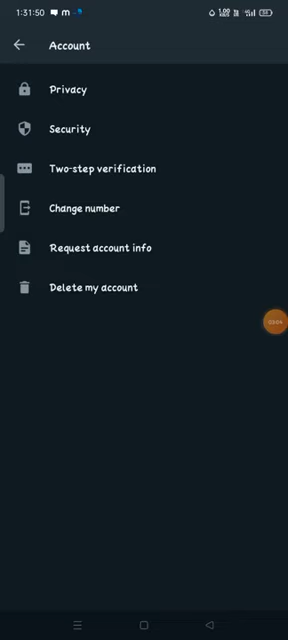 1:31:50 m
Account
Privacy
Security
Two-step verification
Change number
Request account info
Delete my account